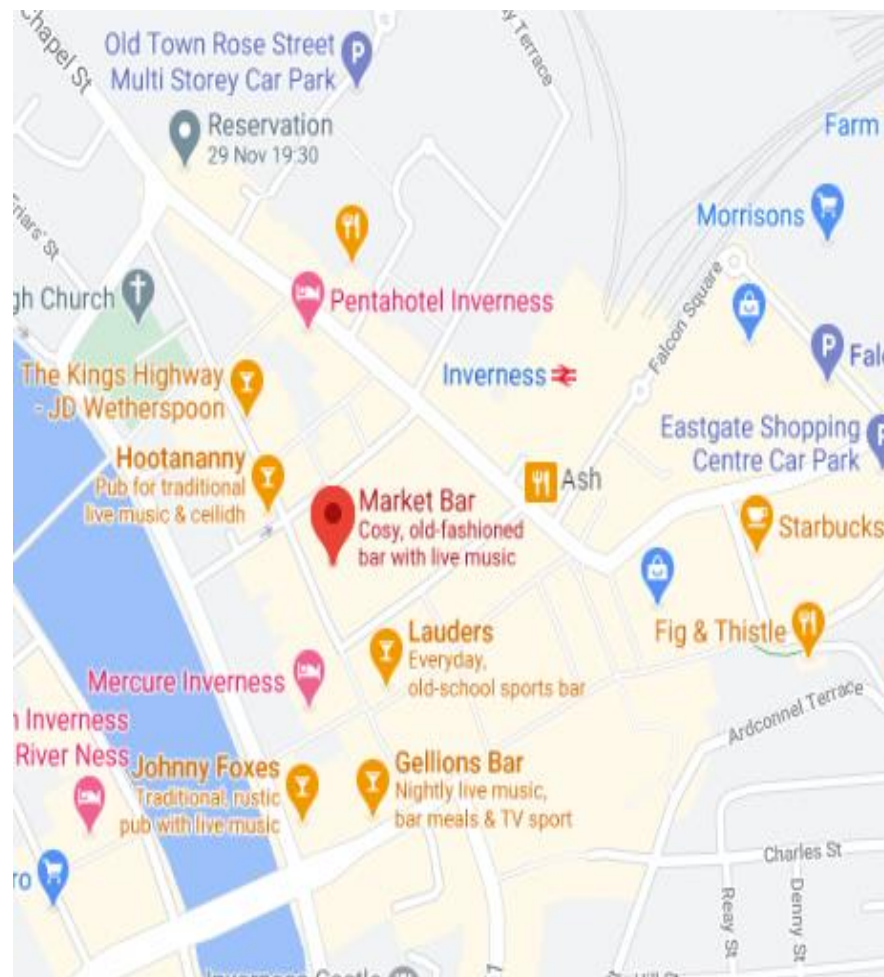 Chapel St
Old Town Rose Street
Multi Storey Car Park
P
Terrace
Reservation
29 Nov 19:30
Farm
Morrisons
Friars' St
gh Church
Pentahotel Inverness
Falcon Square
The Kings Highway
- JD Wetherspoon
Inverness
P
Falc
Eastgate Shopping
Centre Car Park
P
Hootananny
Pub for traditional
live music & ceilidh
Ash
Market Bar
Cosy, old-fashioned
bar with live music
Starbucks
Lauders
Everyday,
old-school sports bar
Fig & Thistle
Mercure Inverness
Ardconnel Terrace
n Inverness
River Ness
Johnny Foxes
Traditional, rustic
pub with live music
Gellions Bar
Nightly live music,
bar meals & TV sport
Charles St
ro
Reay St
Denny St
Inverness Castle